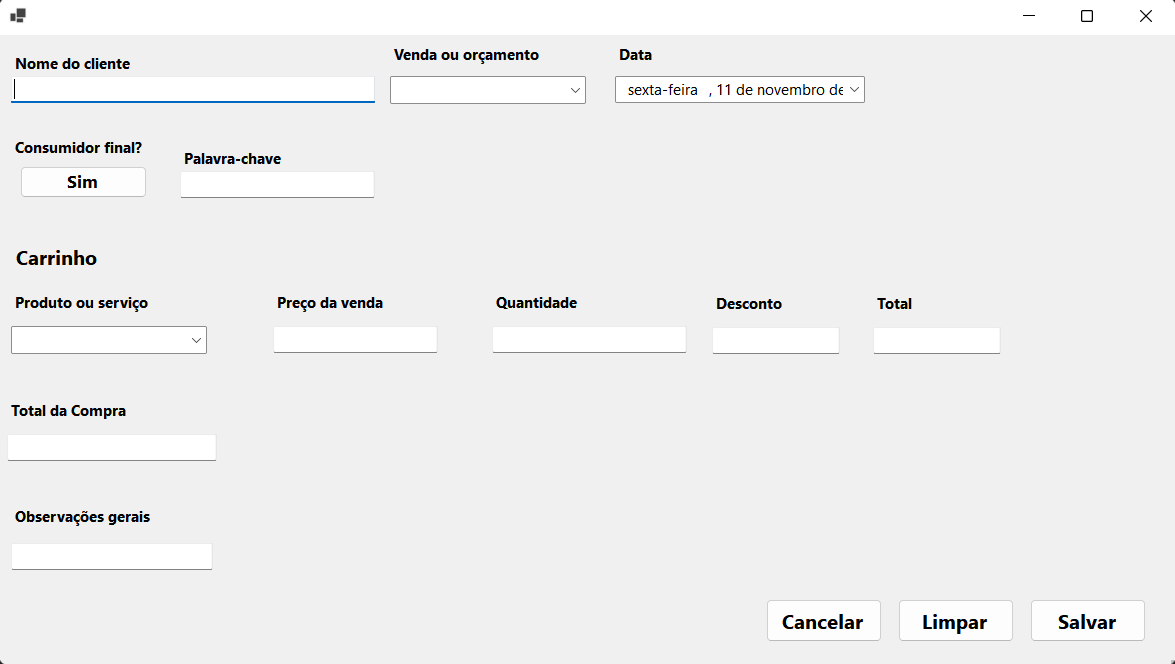 Nome do cliente
Venda ou orçamento
Data
sexta-feira , 11 de novembro de
Consumidor final?
Palavra-chave
Sim
Carrinho
Produto ou serviço
Preço da venda
Quantidade
Desconto
Total
Total da Compra
Observações gerais
Cancelar
Limpar
Salvar